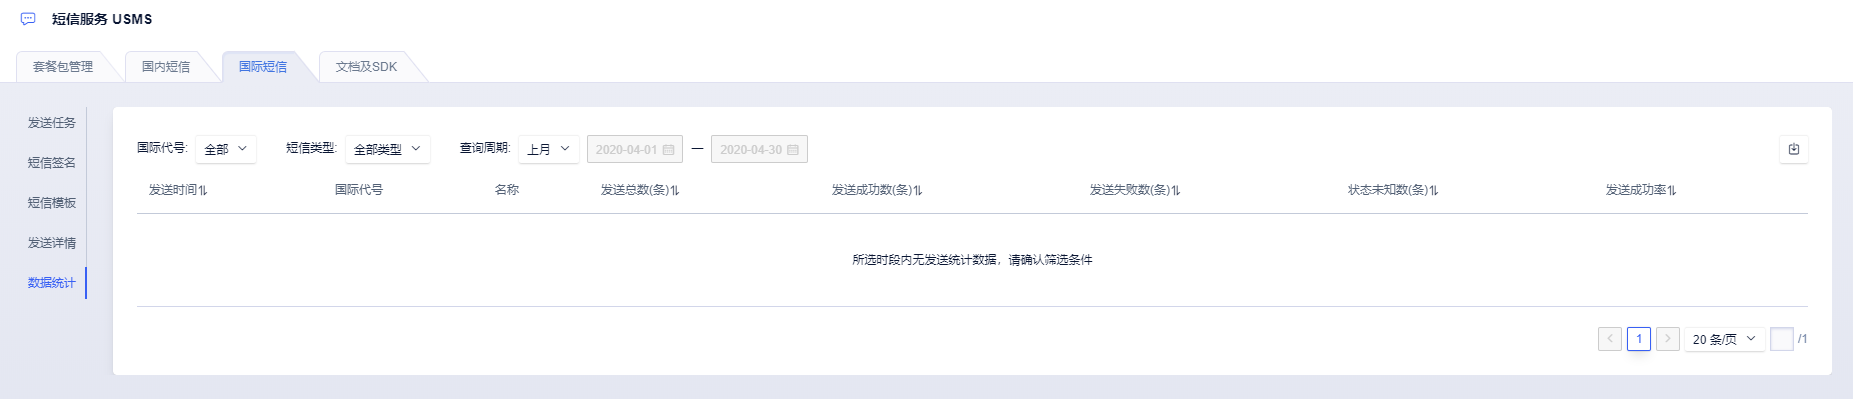 短信服务 USMS
套餐包管理 国内短信 国际短信 文档及SDK
发送任务
短信签名
短信模板
发送详情
数据统计
国际代号: 全部 短信类型: 全部类型 查询周期: 上月 2020-04-01 — 2020-04-30
发送时间 国际代号 名称 发送总数(条) 发送成功数(条) 发送失败数(条) 状态未知数(条) 发送成功率
所选时段内无发送统计数据，请确认筛选条件
1 20 条/页 /1